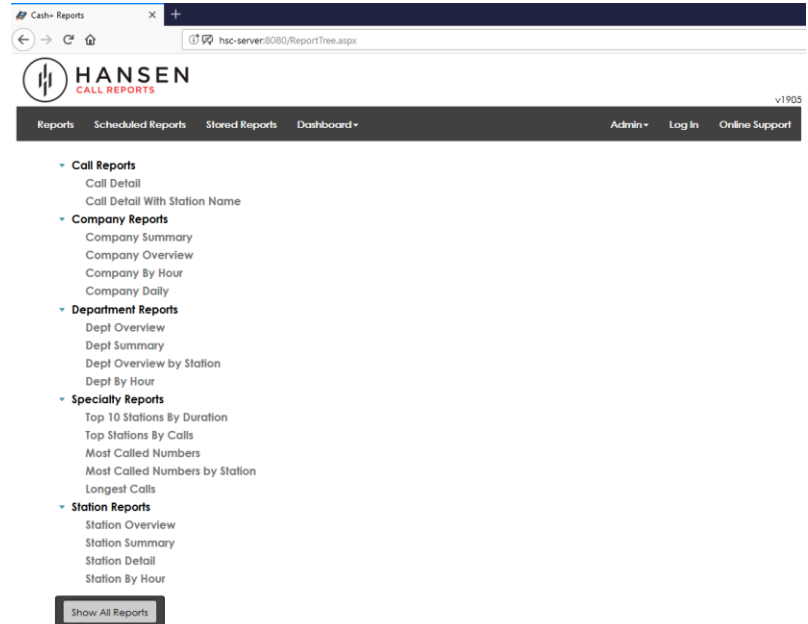 Cash+ Reports
hsc-server:8080/ReportTree.aspx
HANSEN
CALL REPORTS
v1905
Reports Scheduled Reports Stored Reports Dashboard Admin Log In Online Support
Call Reports
Call Detail
Call Detail With Station Name
Company Reports
Company Summary
Company Overview
Company By Hour
Company Daily
Department Reports
Dept Overview
Dept Summary
Dept Overview by Station
Dept By Hour
Specialty Reports
Top 10 Stations By Duration
Top Stations By Calls
Most Called Numbers
Most Called Numbers by Station
Longest Calls
Station Reports
Station Overview
Station Summary
Station Detail
Station By Hour
Show All Reports